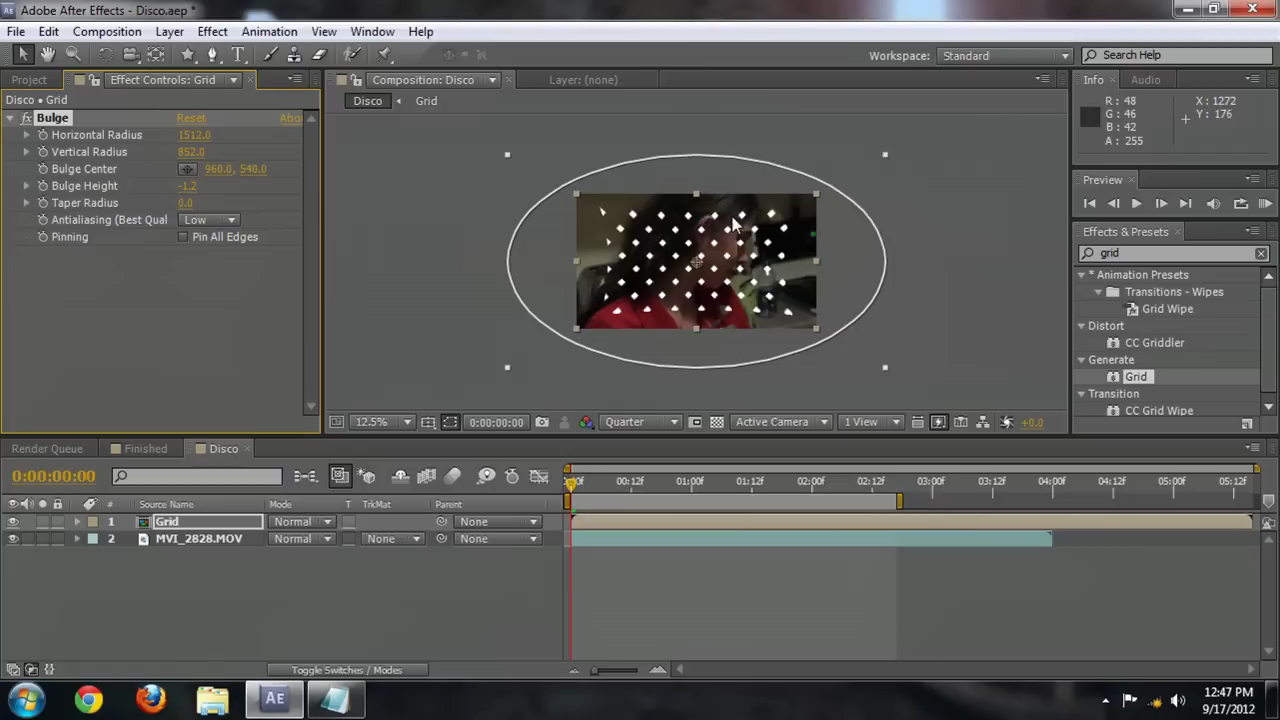 Adobe After Effects - Disco.aep *
File Edit Composition Layer Effect Animation View Window Help
Workspace: Standard Search Help
Project Effect Controls: Grid Composition: Disco Layer: (none) Info Audio
Disco • Grid Disco Grid
R: 48 X: 1272
G: 46 Y: 176
B: 42
A: 255
fx Bulge Reset Abo
Horizontal Radius 1512.0
Vertical Radius 852.0
Bulge Center 960.0, 540.0
Bulge Height -1.2
Taper Radius 0.0
Antialiasing (Best Qual Low
Pinning Pin All Edges
Preview
Effects & Presets
grid
* Animation Presets
Transitions - Wipes
Grid Wipe
Distort
CC Griddler
Generate
Grid
Transition
CC Grid Wipe
12.5% 0:00:00:00 Quarter Active Camera 1 View +0.0
Render Queue Finished Disco
0:00:00:00
00f 00:12f 01:00f 01:12f 02:00f 02:12f 03:00f 03:12f 04:00f 04:12f 05:00f 05:12f
# Source Name Mode T TrkMat Parent
1 Grid Normal None
2 MVI_2828.MOV Normal None None
Toggle Switches / Modes
AE
12:47 PM
9/17/2012